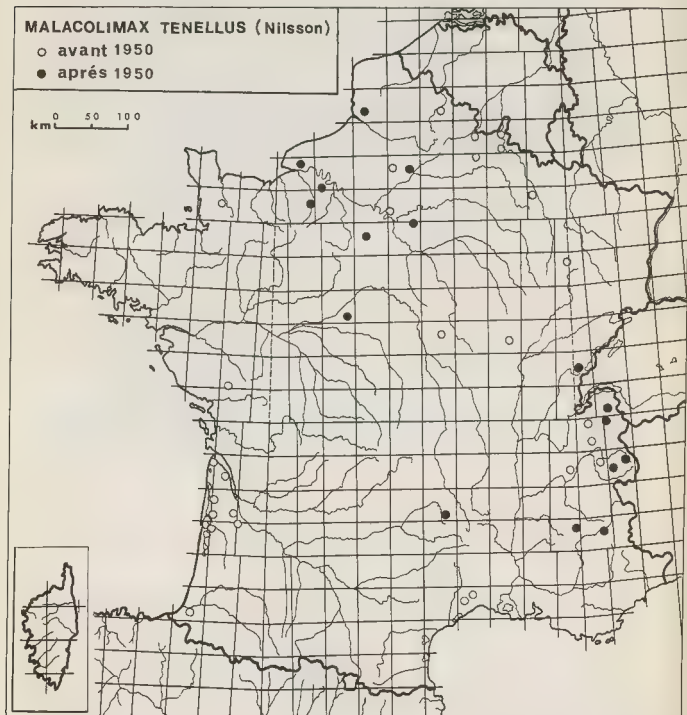 MALACOLIMAX TENELLUS (Nilsson)
○ avant 1950
● aprés 1950
km 0 50 100